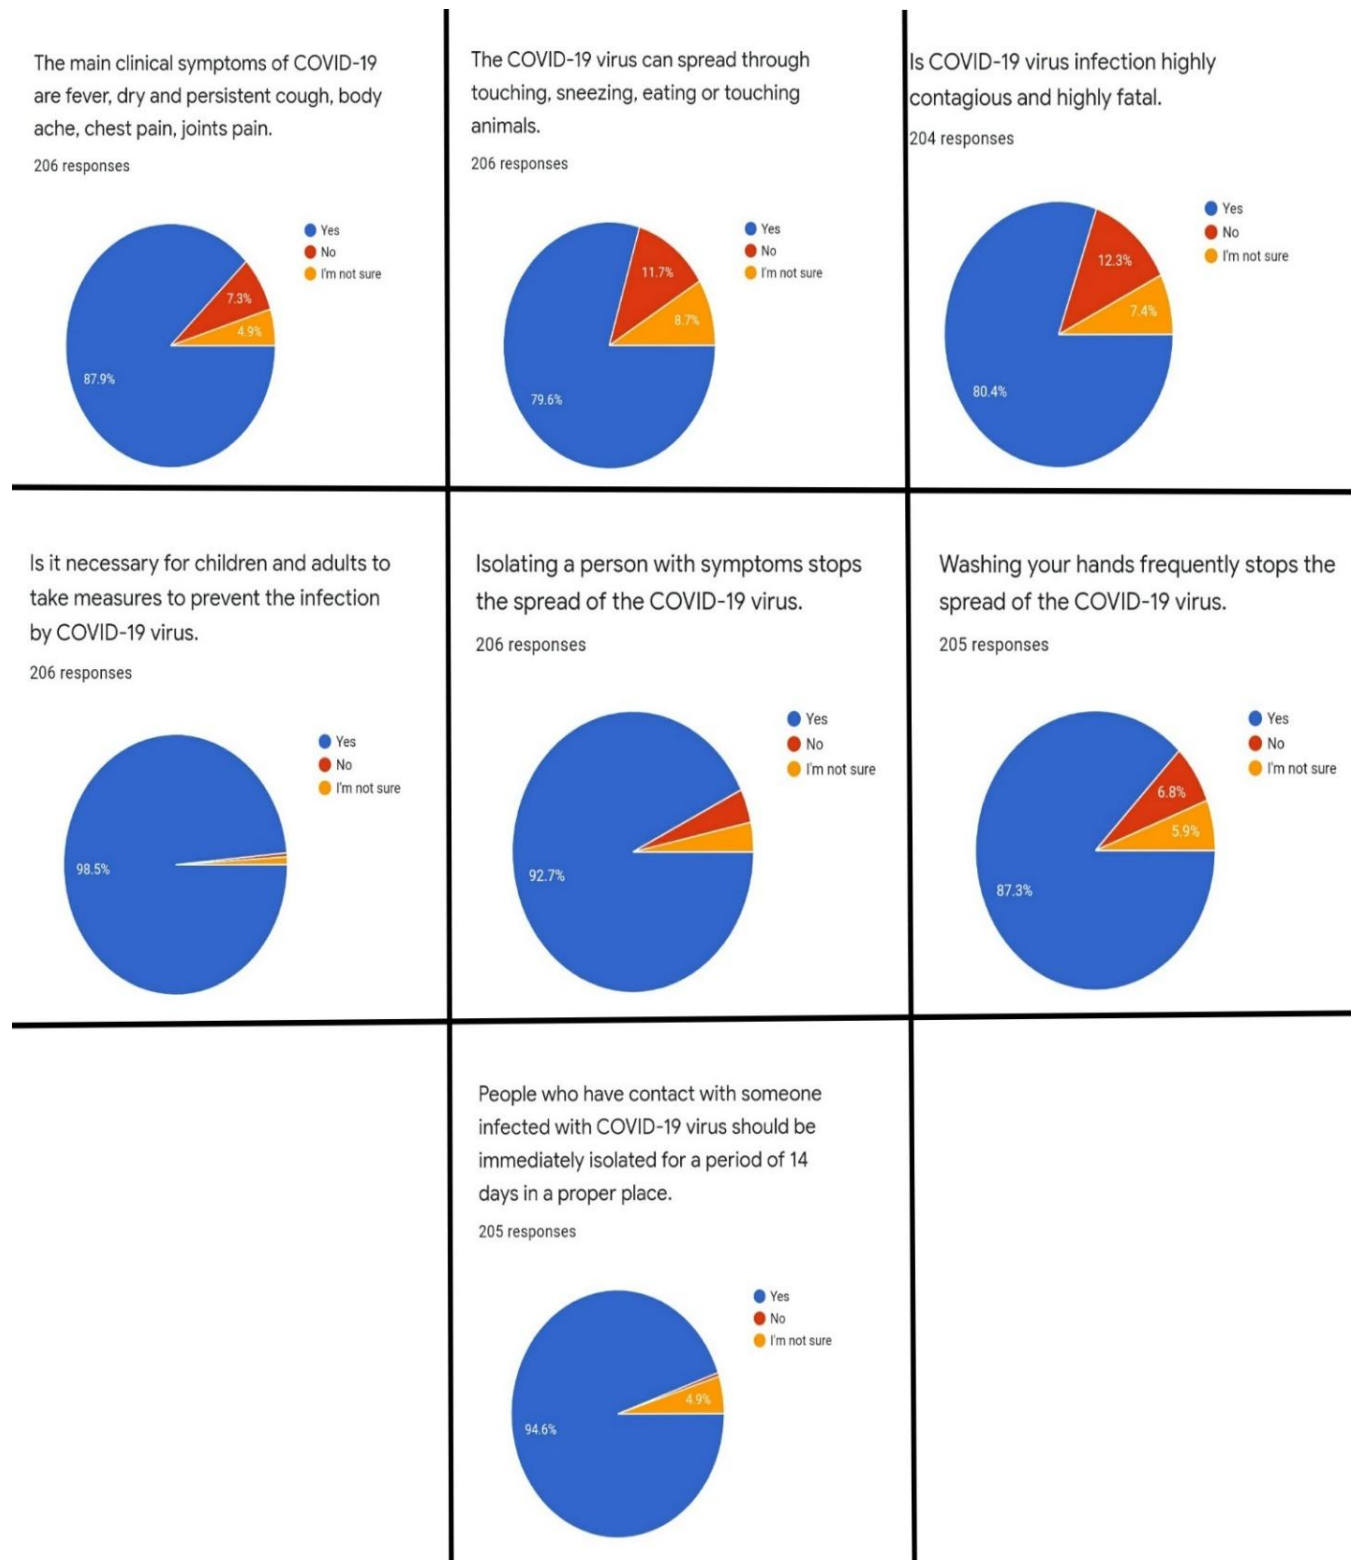 The main clinical symptoms of COVID-19
are fever, dry and persistent cough, body
ache, chest pain, joints pain.
206 responses
Yes
No
I'm not sure
7.3%
4.9%
87.9%
The COVID-19 virus can spread through
touching, sneezing, eating or touching
animals.
206 responses
Yes
No
I'm not sure
11.7%
8.7%
79.6%
Is COVID-19 virus infection highly
contagious and highly fatal.
204 responses
Yes
No
I'm not sure
12.3%
7.4%
80.4%
Is it necessary for children and adults to
take measures to prevent the infection
by COVID-19 virus.
206 responses
Yes
No
I'm not sure
98.5%
Isolating a person with symptoms stops
the spread of the COVID-19 virus.
206 responses
Yes
No
I'm not sure
92.7%
Washing your hands frequently stops the
spread of the COVID-19 virus.
205 responses
Yes
No
I'm not sure
6.8%
5.9%
87.3%
People who have contact with someone
infected with COVID-19 virus should be
immediately isolated for a period of 14
days in a proper place.
205 responses
Yes
No
I'm not sure
4.9%
94.6%